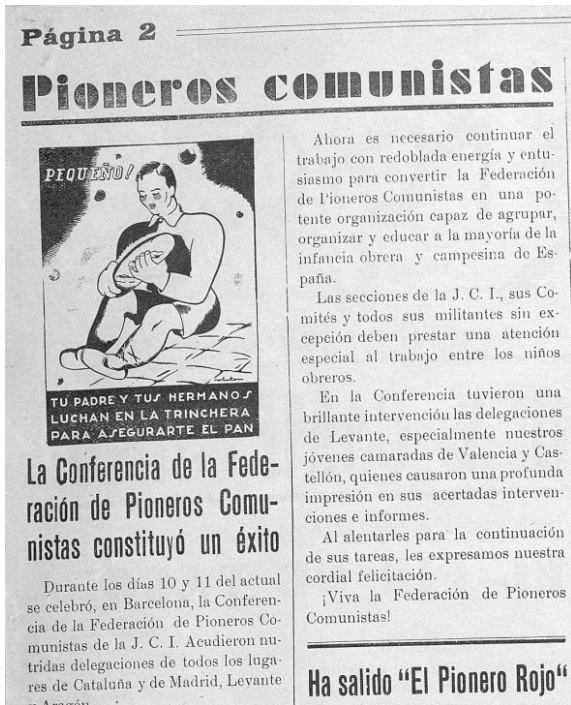 Página 2
Pioneros comunistas
PEQUEÑO!
TU PADRE Y TUS HERMANOS
LUCHAN EN LA TRINCHERA
PARA ASEGURARTE EL PAN
La Conferencia de la Fede-
ración de Pioneros Comu-
nistas constituyó un éxito
Durante los días 10 y 11 del actual
se celebró, en Barcelona, la Conferen-
cia de la Federación de Pioneros Co-
munistas de la J. C. I. Acudieron nu-
tridas delegaciones de todos los luga-
res de Cataluña y de Madrid, Levante
y Aragón.
Ahora es necesario continuar el
trabajo con redoblada energía y entu-
siasmo para convertir la Federación
de Pioneros Comunistas en una po-
tente organización capaz de agrupar,
organizar y educar a la mayoría de la
infancia obrera y campesina de Es-
paña.
Las secciones de la J. C. I., sus Co-
mités y todos sus militantes sin ex-
cepción deben prestar una atención
especial al trabajo entre los niños
obreros.
En la Conferencia tuvieron una
brillante intervención las delegaciones
de Levante, especialmente nuestros
jóvenes camaradas de Valencia y Cas-
tellón, quienes causaron una profunda
impresión en sus acertadas interven-
ciones e informes.
Al alentarles para la continuación
de sus tareas, les expresamos nuestra
cordial felicitación.
¡Viva la Federación de Pioneros
Comunistas!
Ha salido "El Pionero Rojo"